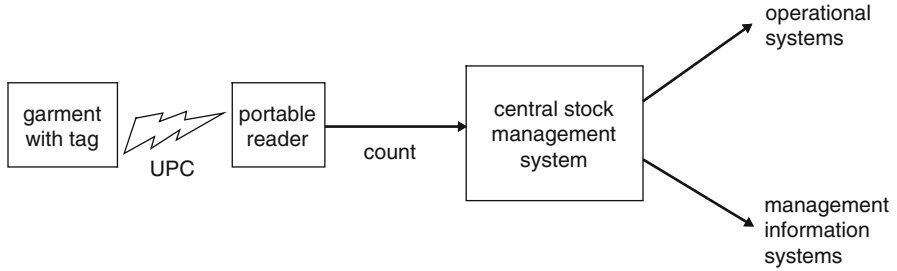 garment
with tag
UPC
portable
reader
count
central stock
management
system
operational
systems
management
information
systems